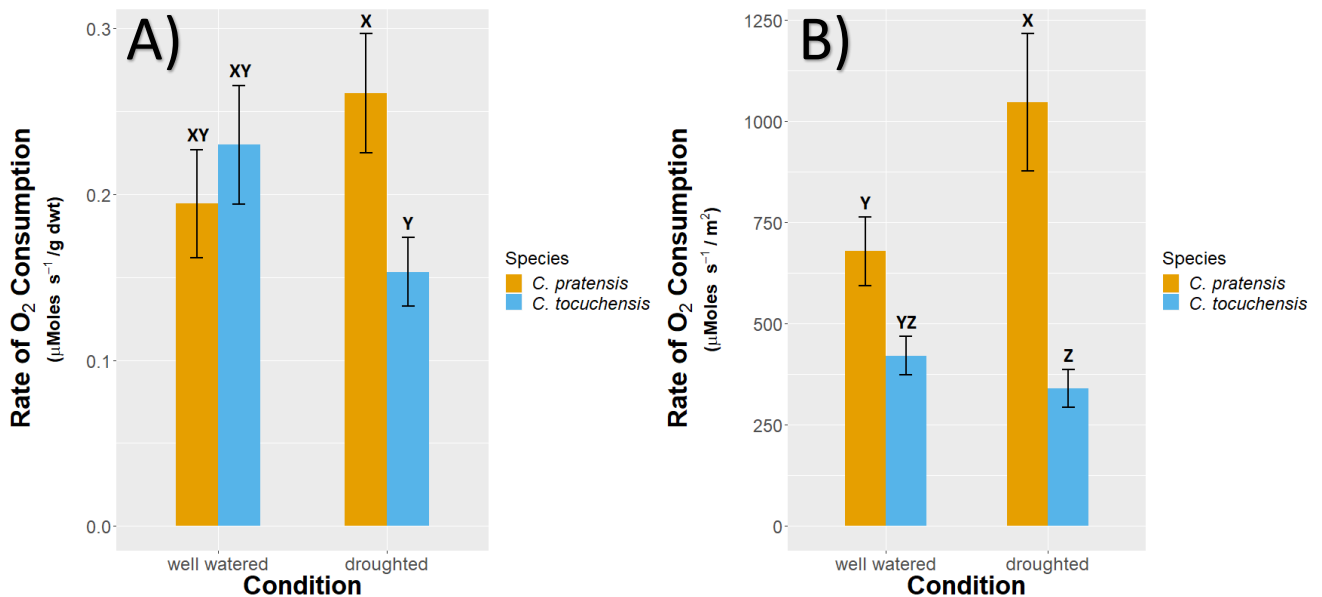 A)
Rate of O₂ Consumption
(μMoles s⁻¹ /g dwt)
0.3
0.2
0.1
0.0
XY
XY
X
Y
well watered
droughted
Condition
Species
C. pratensis
C. tocuchensis
B)
Rate of O₂ Consumption
(μMoles s⁻¹ / m²)
1250
1000
750
500
250
0
Y
YZ
X
Z
well watered
droughted
Condition
Species
C. pratensis
C. tocuchensis